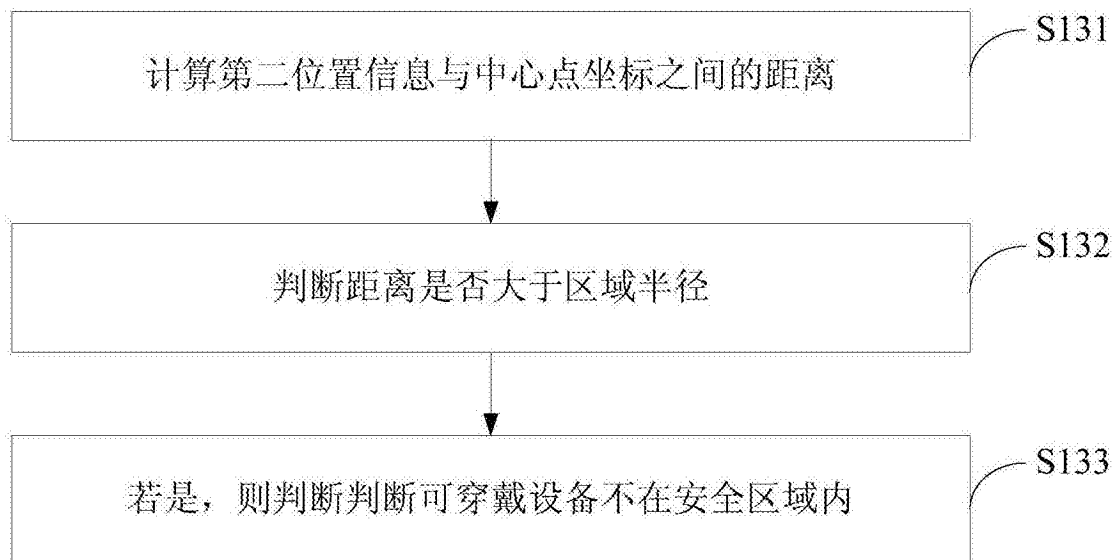 S131
计算第二位置信息与中心点坐标之间的距离
S132
判断距离是否大于区域半径
S133
若是，则判断判断可穿戴设备不在安全区域内